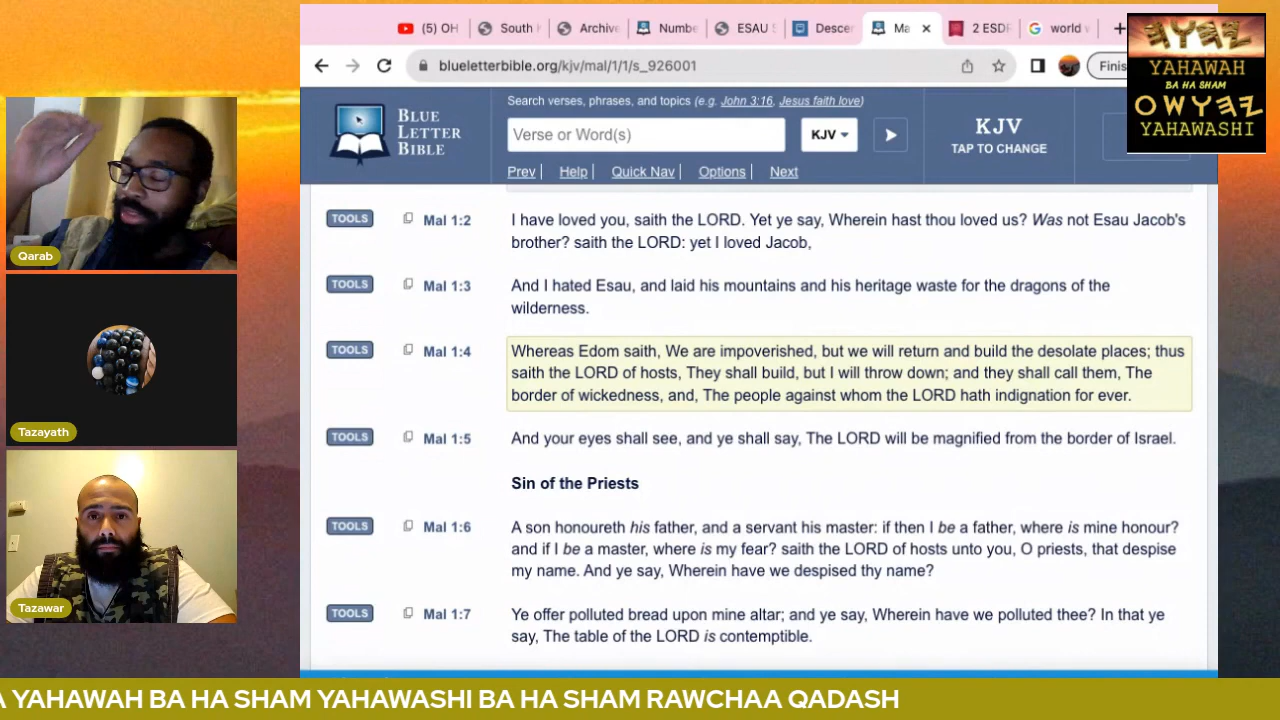 (5) OH
South
Archive
Numbe
ESAU S
Descer
Ma
2 ESDR
world
blueletterbible.org/kjv/mal/1/1/s_926001
Finis
YAHAWAH
BA HA SHAM
YAHAWASHI
BLUE
LETTER
BIBLE
Search verses, phrases, and topics (e.g. John 3:16, Jesus faith love)
Verse or Word(s)
KJV
KJV
TAP TO CHANGE
Prev
Help
Quick Nav
Options
Next
Qarab
Tazayath
Tazawar
TOOLS Mal 1:2 I have loved you, saith the LORD. Yet ye say, Wherein hast thou loved us? Was not Esau Jacob's
brother? saith the LORD: yet I loved Jacob,
TOOLS Mal 1:3 And I hated Esau, and laid his mountains and his heritage waste for the dragons of the
wilderness.
TOOLS Mal 1:4 Whereas Edom saith, We are impoverished, but we will return and build the desolate places; thus
saith the LORD of hosts, They shall build, but I will throw down; and they shall call them, The
border of wickedness, and, The people against whom the LORD hath indignation for ever.
TOOLS Mal 1:5 And your eyes shall see, and ye shall say, The LORD will be magnified from the border of Israel.
Sin of the Priests
TOOLS Mal 1:6 A son honoureth his father, and a servant his master: if then I be a father, where is mine honour?
and if I be a master, where is my fear? saith the LORD of hosts unto you, O priests, that despise
my name. And ye say, Wherein have we despised thy name?
TOOLS Mal 1:7 Ye offer polluted bread upon mine altar; and ye say, Wherein have we polluted thee? In that ye
say, The table of the LORD is contemptible.
A YAHAWAH BA HA SHAM YAHAWASHI BA HA SHAM RAWCHAA QADASH